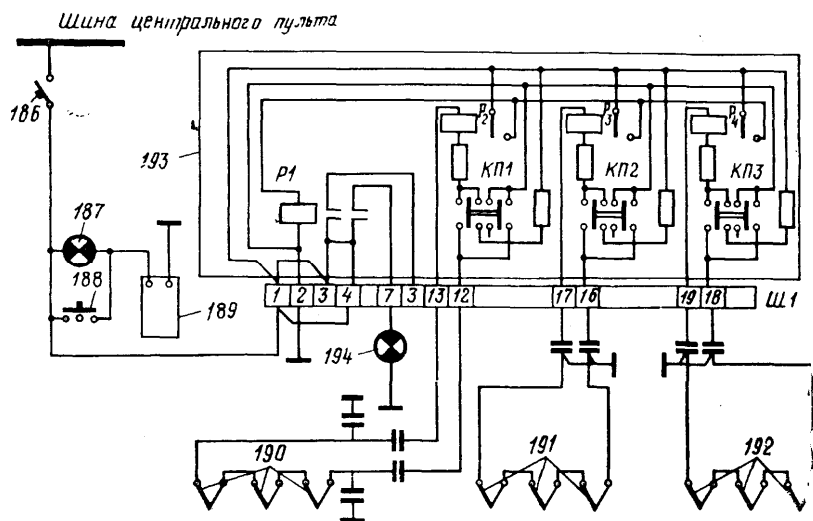 Шина центрального пульта
186
193
Р2
Р3
Р4
Р1
КП1
КП2
КП3
187
188
189
1 2 3 4 7 3 13 12 17 16 19 18 Ш1
194
190
191
192